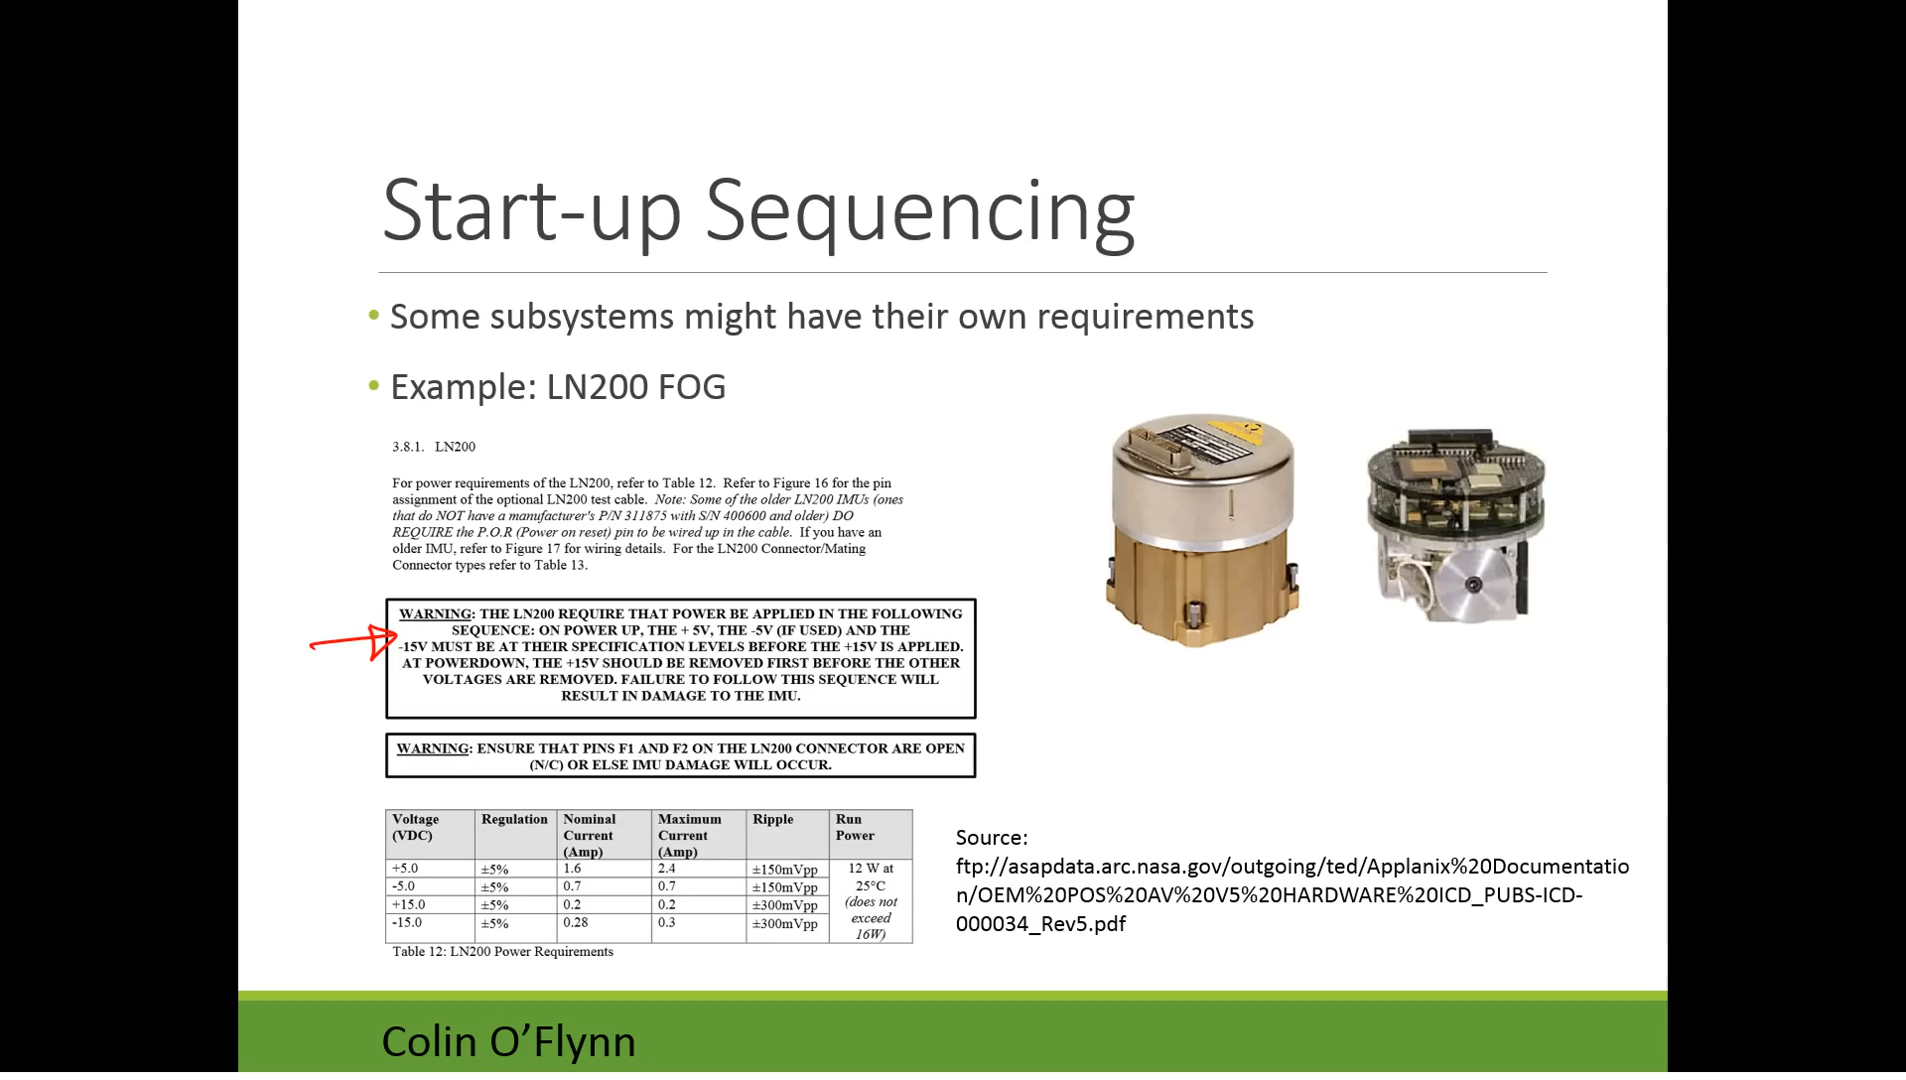 Start-up Sequencing
• Some subsystems might have their own requirements
• Example: LN200 FOG
3.8.1. LN200
For power requirements of the LN200, refer to Table 12. Refer to Figure 16 for the pin
assignment of the optional LN200 test cable. Note: Some of the older LN200 IMUs (ones
that do NOT have a manufacturer's P/N 311875 with S/N 400600 and older) DO
REQUIRE the P.O.R (Power on reset) pin to be wired up in the cable. If you have an
older IMU, refer to Figure 17 for wiring details. For the LN200 Connector/Mating
Connector types refer to Table 13.
WARNING: THE LN200 REQUIRE THAT POWER BE APPLIED IN THE FOLLOWING
SEQUENCE: ON POWER UP, THE + 5V, THE -5V (IF USED) AND THE
-15V MUST BE AT THEIR SPECIFICATION LEVELS BEFORE THE +15V IS APPLIED.
AT POWERDOWN, THE +15V SHOULD BE REMOVED FIRST BEFORE THE OTHER
VOLTAGES ARE REMOVED. FAILURE TO FOLLOW THIS SEQUENCE WILL
RESULT IN DAMAGE TO THE IMU.
WARNING: ENSURE THAT PINS F1 AND F2 ON THE LN200 CONNECTOR ARE OPEN
(N/C) OR ELSE IMU DAMAGE WILL OCCUR.
Voltage (VDC) Regulation Nominal Current (Amp) Maximum Current (Amp) Ripple Run Power
+5.0 ±5% 1.6 2.4 ±150mVpp 12 W at
-5.0 ±5% 0.7 0.7 ±150mVpp 25°C
+15.0 ±5% 0.2 0.2 ±300mVpp (does not
exceed
-15.0 ±5% 0.28 0.3 ±300mVpp 16W)
Table 12: LN200 Power Requirements
Source:
ftp://asapdata.arc.nasa.gov/outgoing/ted/Applanix%20Documentatio
n/OEM%20POS%20AV%20V5%20HARDWARE%20ICD_PUBS-ICD-
000034_Rev5.pdf
Colin O’Flynn